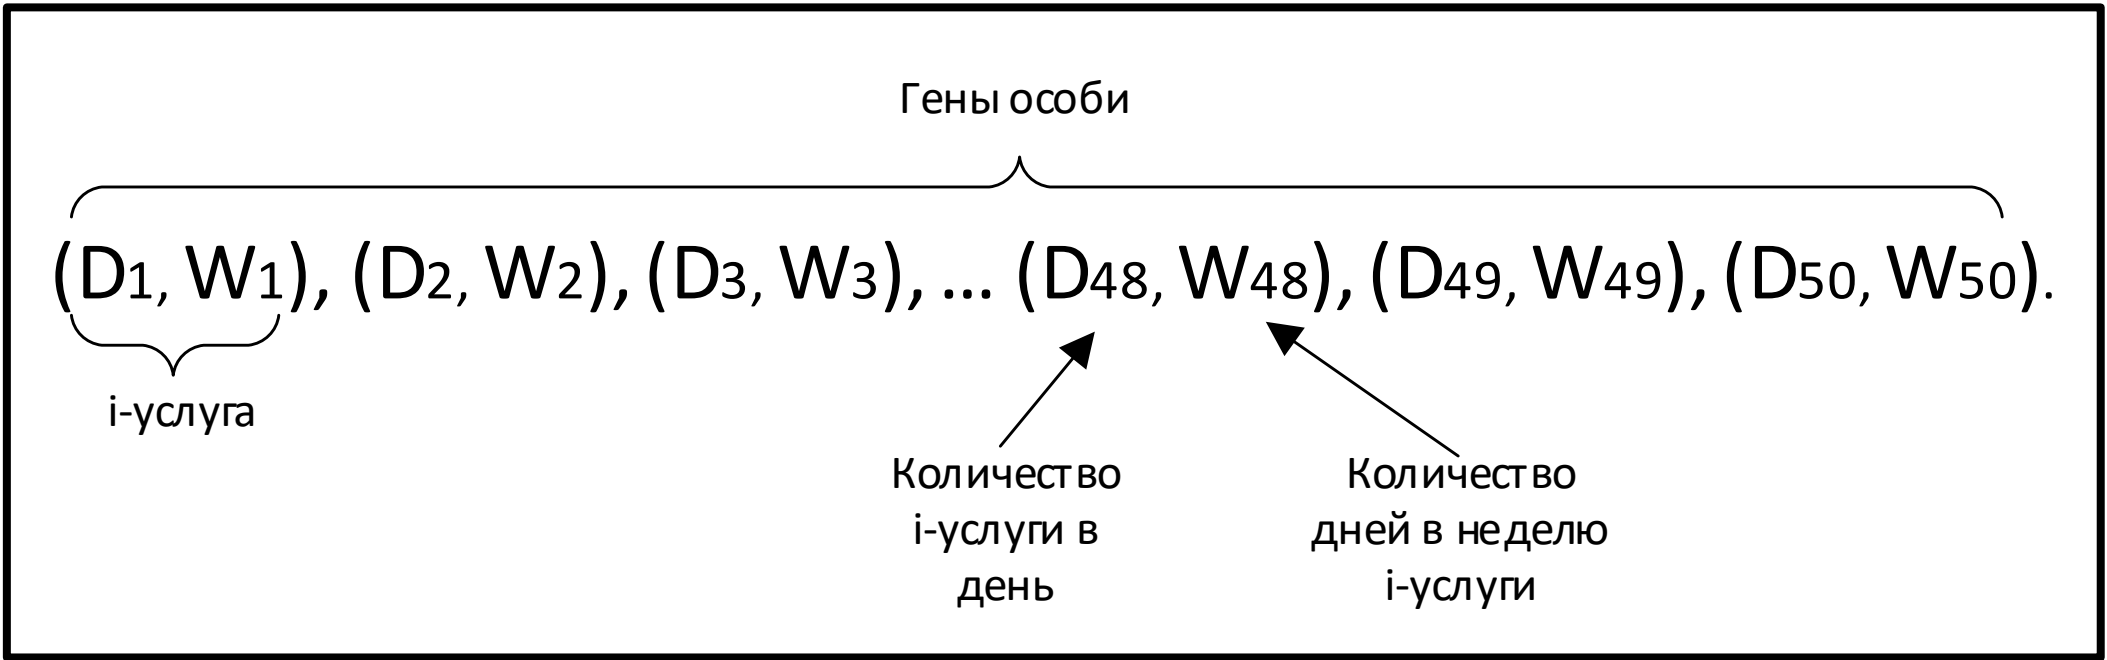 Гены особи
(D1, W1), (D2, W2), (D3, W3), ... (D48, W48), (D49, W49), (D50, W50).
i-услуга
Количество
i-услуги в
день
Количество
дней в неделю
i-услуги